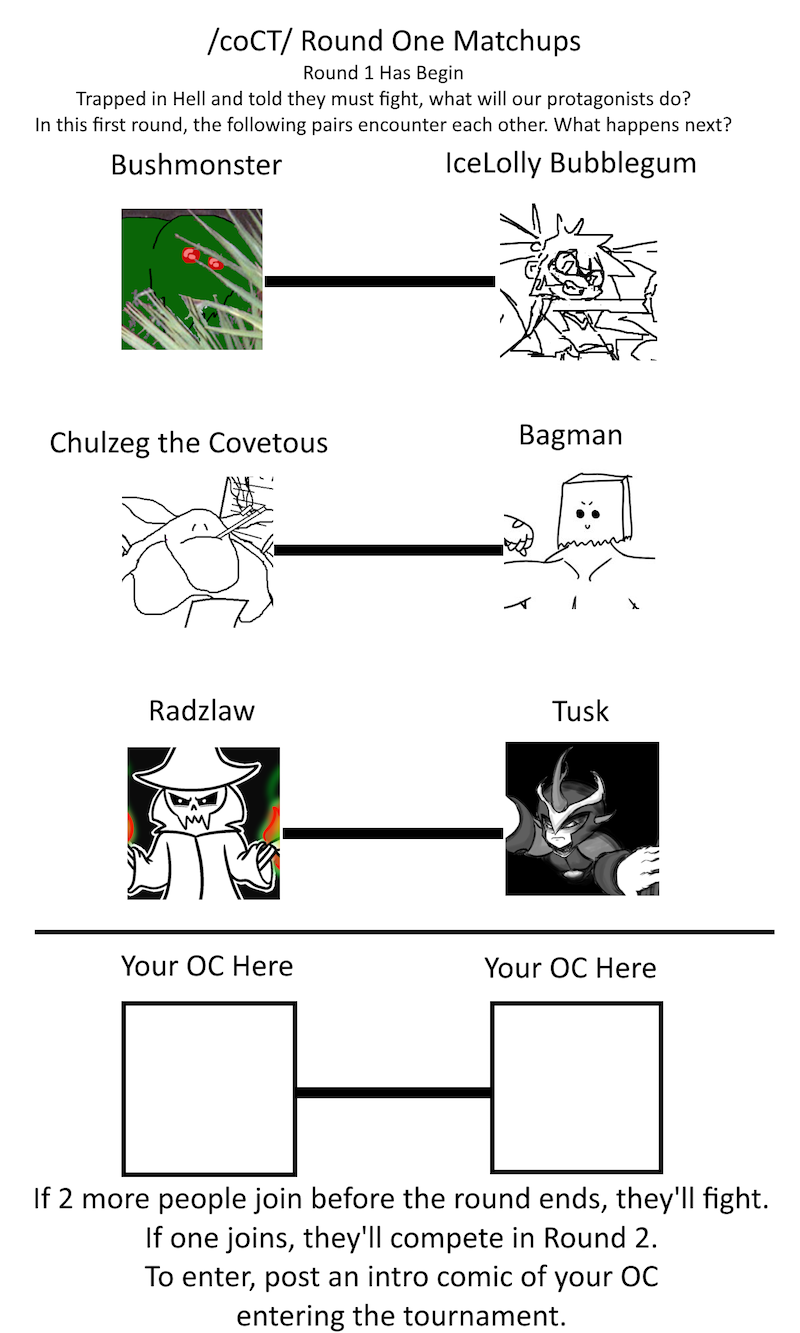 /coCT/ Round One Matchups
Round 1 Has Begin
Trapped in Hell and told they must fight, what will our protagonists do?
In this first round, the following pairs encounter each other. What happens next?
Bushmonster
IceLolly Bubblegum
Chulzeg the Covetous
Bagman
Radzlaw
Tusk
Your OC Here
Your OC Here
If 2 more people join before the round ends, they'll fight.
If one joins, they'll compete in Round 2.
To enter, post an intro comic of your OC
entering the tournament.